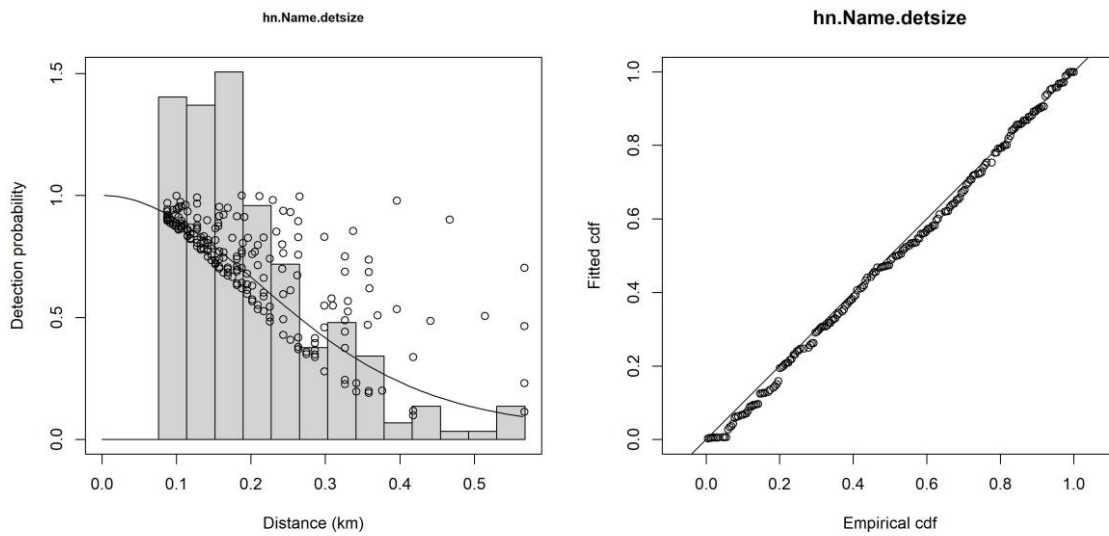 hn.Name.detsize
1.5
1.0
0.5
0.0
Detection probability
0.0 0.1 0.2 0.3 0.4 0.5
Distance (km)
hn.Name.detsize
1.0
0.8
0.6
0.4
0.2
0.0
Fitted cdf
0.0 0.2 0.4 0.6 0.8 1.0
Empirical cdf